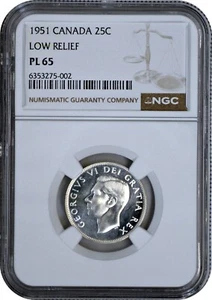 1951 CANADA 25C
LOW RELIEF
PL 65
6353275-002
NUMISMATIC GUARANTY COMPANY
NGC
GEORGIVS VI DEI GRATIA REX